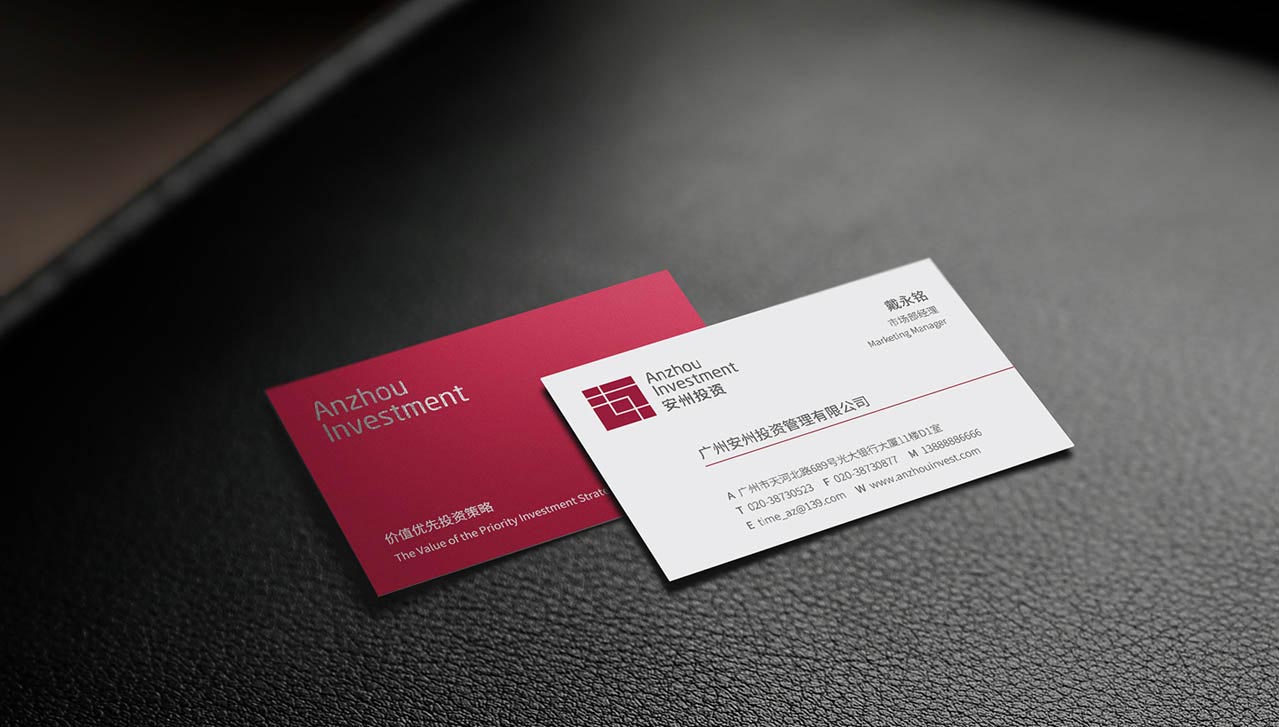 Anzhou
Investment
价值优先投资策略
The Value of the Priority Investment
戴永铭
市场部经理
Marketing Manager
Anzhou
Investment
安州投资
广州安州投资管理有限公司
A 广州市天河北路689号光大银行大厦11楼D1室
T 020-38730523 F 020-38730877 M 13888886666
E time_az@139.com W www.anzhouinvest.com